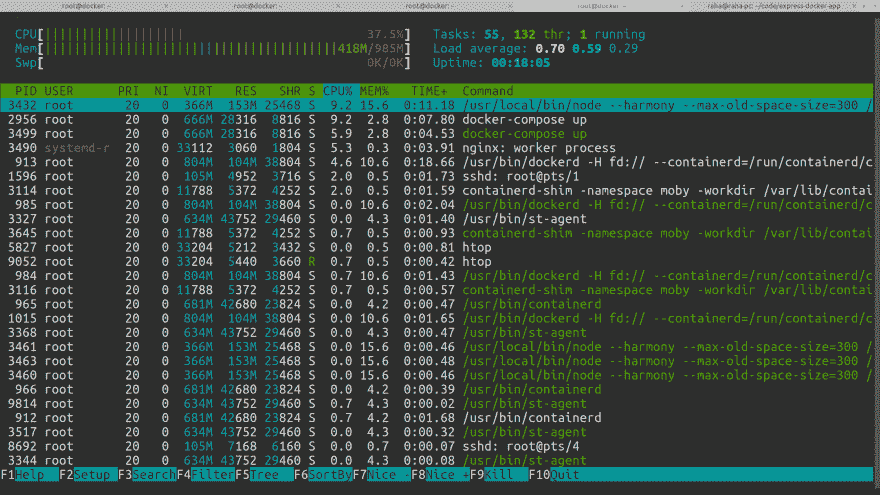 root@docker: ~ root@docker: ~ root@docker: ~ root@docker: ~ raha@raha-pc: ~/code/express-docker-app
CPU[|||||||||||||||||| 37.5%] Tasks: 55, 132 thr; 1 running
Mem[||||||||||||||||||||||||||||||||||||||418M/985M] Load average: 0.70 0.59 0.29
Swp[ 0K/0K] Uptime: 00:18:05
PID USER PRI NI VIRT RES SHR S CPU% MEM% TIME+ Command
3432 root 20 0 366M 153M 25468 S 9.2 15.6 0:11.18 /usr/local/bin/node --harmony --max-old-space-size=300 /
2956 root 20 0 666M 28316 8816 S 9.2 2.8 0:07.80 docker-compose up
3499 root 20 0 666M 28316 8816 S 5.9 2.8 0:04.53 docker-compose up
3490 systemd-r 20 0 33112 3060 1804 S 5.3 0.3 0:03.91 nginx: worker process
913 root 20 0 804M 104M 38804 S 4.6 10.6 0:18.66 /usr/bin/dockerd -H fd:// --containerd=/run/containerd/c
1596 root 20 0 105M 4952 3716 S 2.0 0.5 0:01.73 sshd: root@pts/1
3114 root 20 0 11788 5372 4252 S 2.0 0.5 0:01.59 containerd-shim -namespace moby -workdir /var/lib/contai
985 root 20 0 804M 104M 38804 S 0.0 10.6 0:02.04 /usr/bin/dockerd -H fd:// --containerd=/run/containerd/c
3327 root 20 0 634M 43752 29460 S 0.0 4.3 0:01.40 /usr/bin/st-agent
3645 root 20 0 11788 5372 4252 S 0.7 0.5 0:00.93 containerd-shim -namespace moby -workdir /var/lib/contai
5827 root 20 0 33204 5212 3432 S 0.0 0.5 0:00.81 htop
9052 root 20 0 33204 5440 3660 R 0.7 0.5 0:00.42 htop
984 root 20 0 804M 104M 38804 S 0.7 10.6 0:01.43 /usr/bin/dockerd -H fd:// --containerd=/run/containerd/c
3116 root 20 0 11788 5372 4252 S 0.7 0.5 0:00.57 containerd-shim -namespace moby -workdir /var/lib/contai
965 root 20 0 681M 42680 23824 S 0.0 4.2 0:00.47 /usr/bin/containerd
1015 root 20 0 804M 104M 38804 S 0.0 10.6 0:01.65 /usr/bin/dockerd -H fd:// --containerd=/run/containerd/c
3368 root 20 0 634M 43752 29460 S 0.0 4.3 0:00.47 /usr/bin/st-agent
3461 root 20 0 366M 153M 25468 S 0.0 15.6 0:00.46 /usr/local/bin/node --harmony --max-old-space-size=300 /
3463 root 20 0 366M 153M 25468 S 0.0 15.6 0:00.48 /usr/local/bin/node --harmony --max-old-space-size=300 /
3460 root 20 0 366M 153M 25468 S 0.0 15.6 0:00.46 /usr/local/bin/node --harmony --max-old-space-size=300 /
966 root 20 0 681M 42680 23824 S 0.0 4.2 0:00.39 /usr/bin/containerd
9814 root 20 0 634M 43752 29460 S 0.7 4.3 0:00.02 /usr/bin/st-agent
912 root 20 0 681M 42680 23824 S 0.7 4.2 0:01.68 /usr/bin/containerd
3517 root 20 0 634M 43752 29460 S 0.7 4.3 0:00.32 /usr/bin/st-agent
8692 root 20 0 105M 7168 6160 S 0.0 0.7 0:00.07 sshd: root@pts/4
3344 root 20 0 634M 43752 29460 S 0.0 4.3 0:00.08 /usr/bin/st-agent
F1Help F2Setup F3SearchF4FilterF5Tree F6SortByF7Nice -F8Nice +F9Kill F10Quit